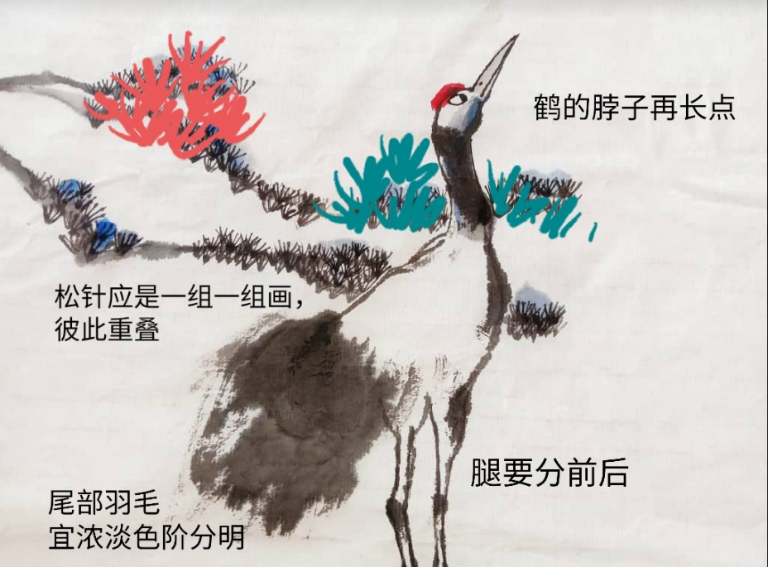 鹤的脖子再长点
松针应是一组一组画，
彼此重叠
腿要分前后
尾部羽毛
宜浓淡色阶分明